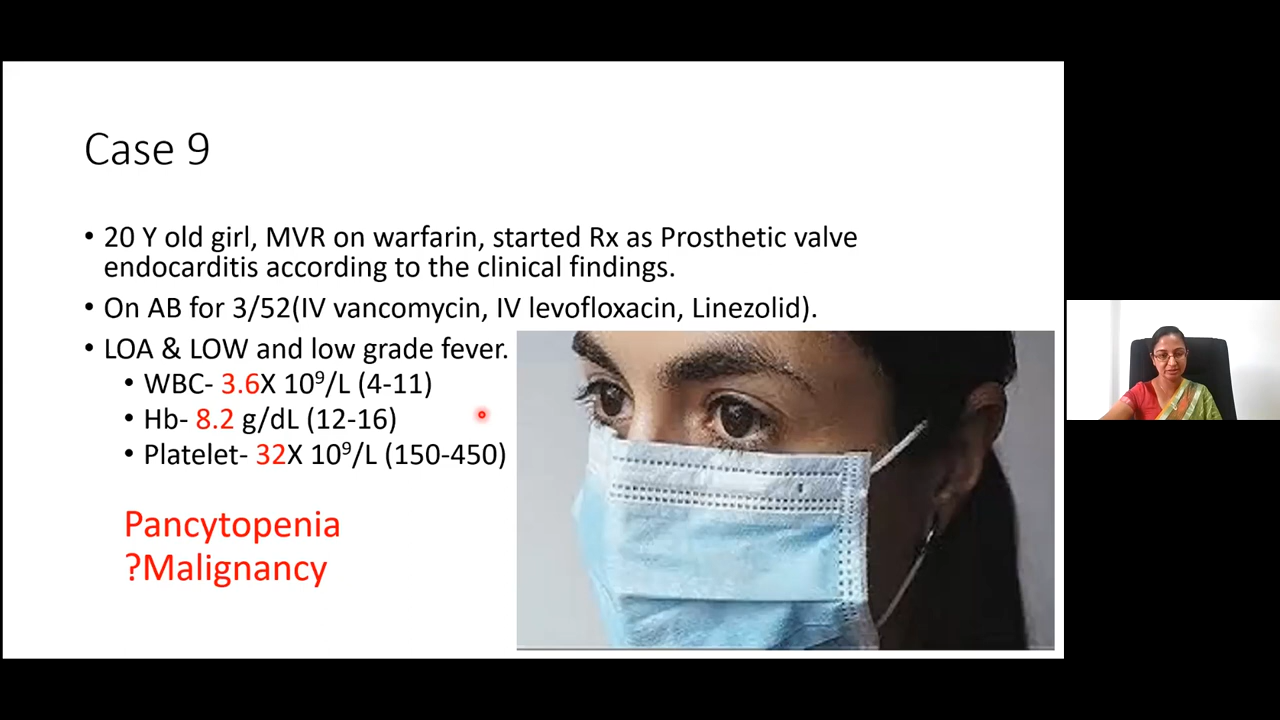 Case 9
• 20 Y old girl, MVR on warfarin, started Rx as Prosthetic valve
endocarditis according to the clinical findings.
• On AB for 3/52(IV vancomycin, IV levofloxacin, Linezolid).
• LOA & LOW and low grade fever.
• WBC- 3.6X 10⁹/L (4-11)
• Hb- 8.2 g/dL (12-16)
• Platelet- 32X 10⁹/L (150-450)
Pancytopenia
?Malignancy